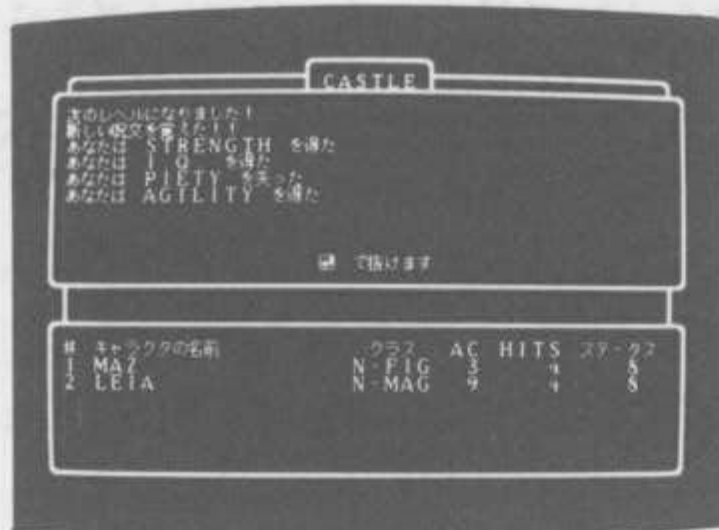 CASTLE
次のレベルになりました！
新しい呪文を覚えた！！
あなたは STRENGTH を得た
あなたは I.Q. を得た
あなたは PIETY を失った
あなたは AGILITY を得た
で抜けます
# キャラクタの名前 クラス AC HITS ステータス
1 MAZ N-FIG 3 4 8
2 LEIA N-MAG 9 4 8